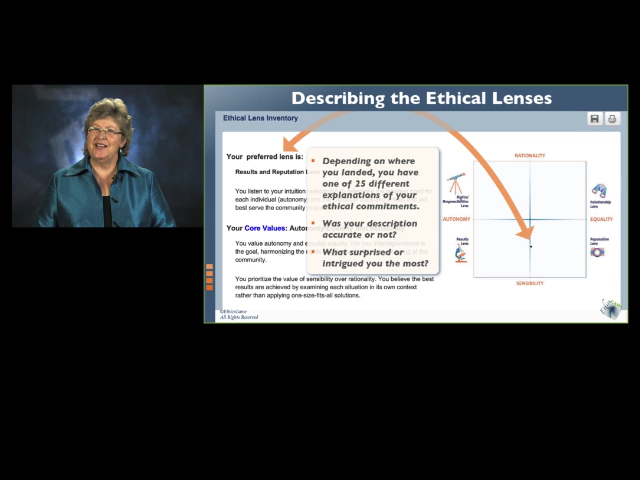 Describing the Ethical Lenses
Ethical Lens Inventory
Your preferred lens is:
Results and Reputation
You listen to your intuition
each individual (autonomy)
best serve the community
Your Core Values: Auton
You value autonomy and
the goal, harmonizing the
community.
You prioritize the value of sensibility over rationality. You believe the best
results are achieved by examining each situation in its own context
rather than applying one-size-fits-all solutions.
Depending on where
you landed, you have
one of 25 different
explanations of your
ethical commitments.
Was your description
accurate or not?
What surprised or
intrigued you the most?
RATIONALITY
Rights/
Responsibilities
Lens
Relationship
Lens
AUTONOMY
EQUALITY
Results
Lens
Reputation
Lens
SENSIBILITY
©EthicsGame
All Rights Reserved